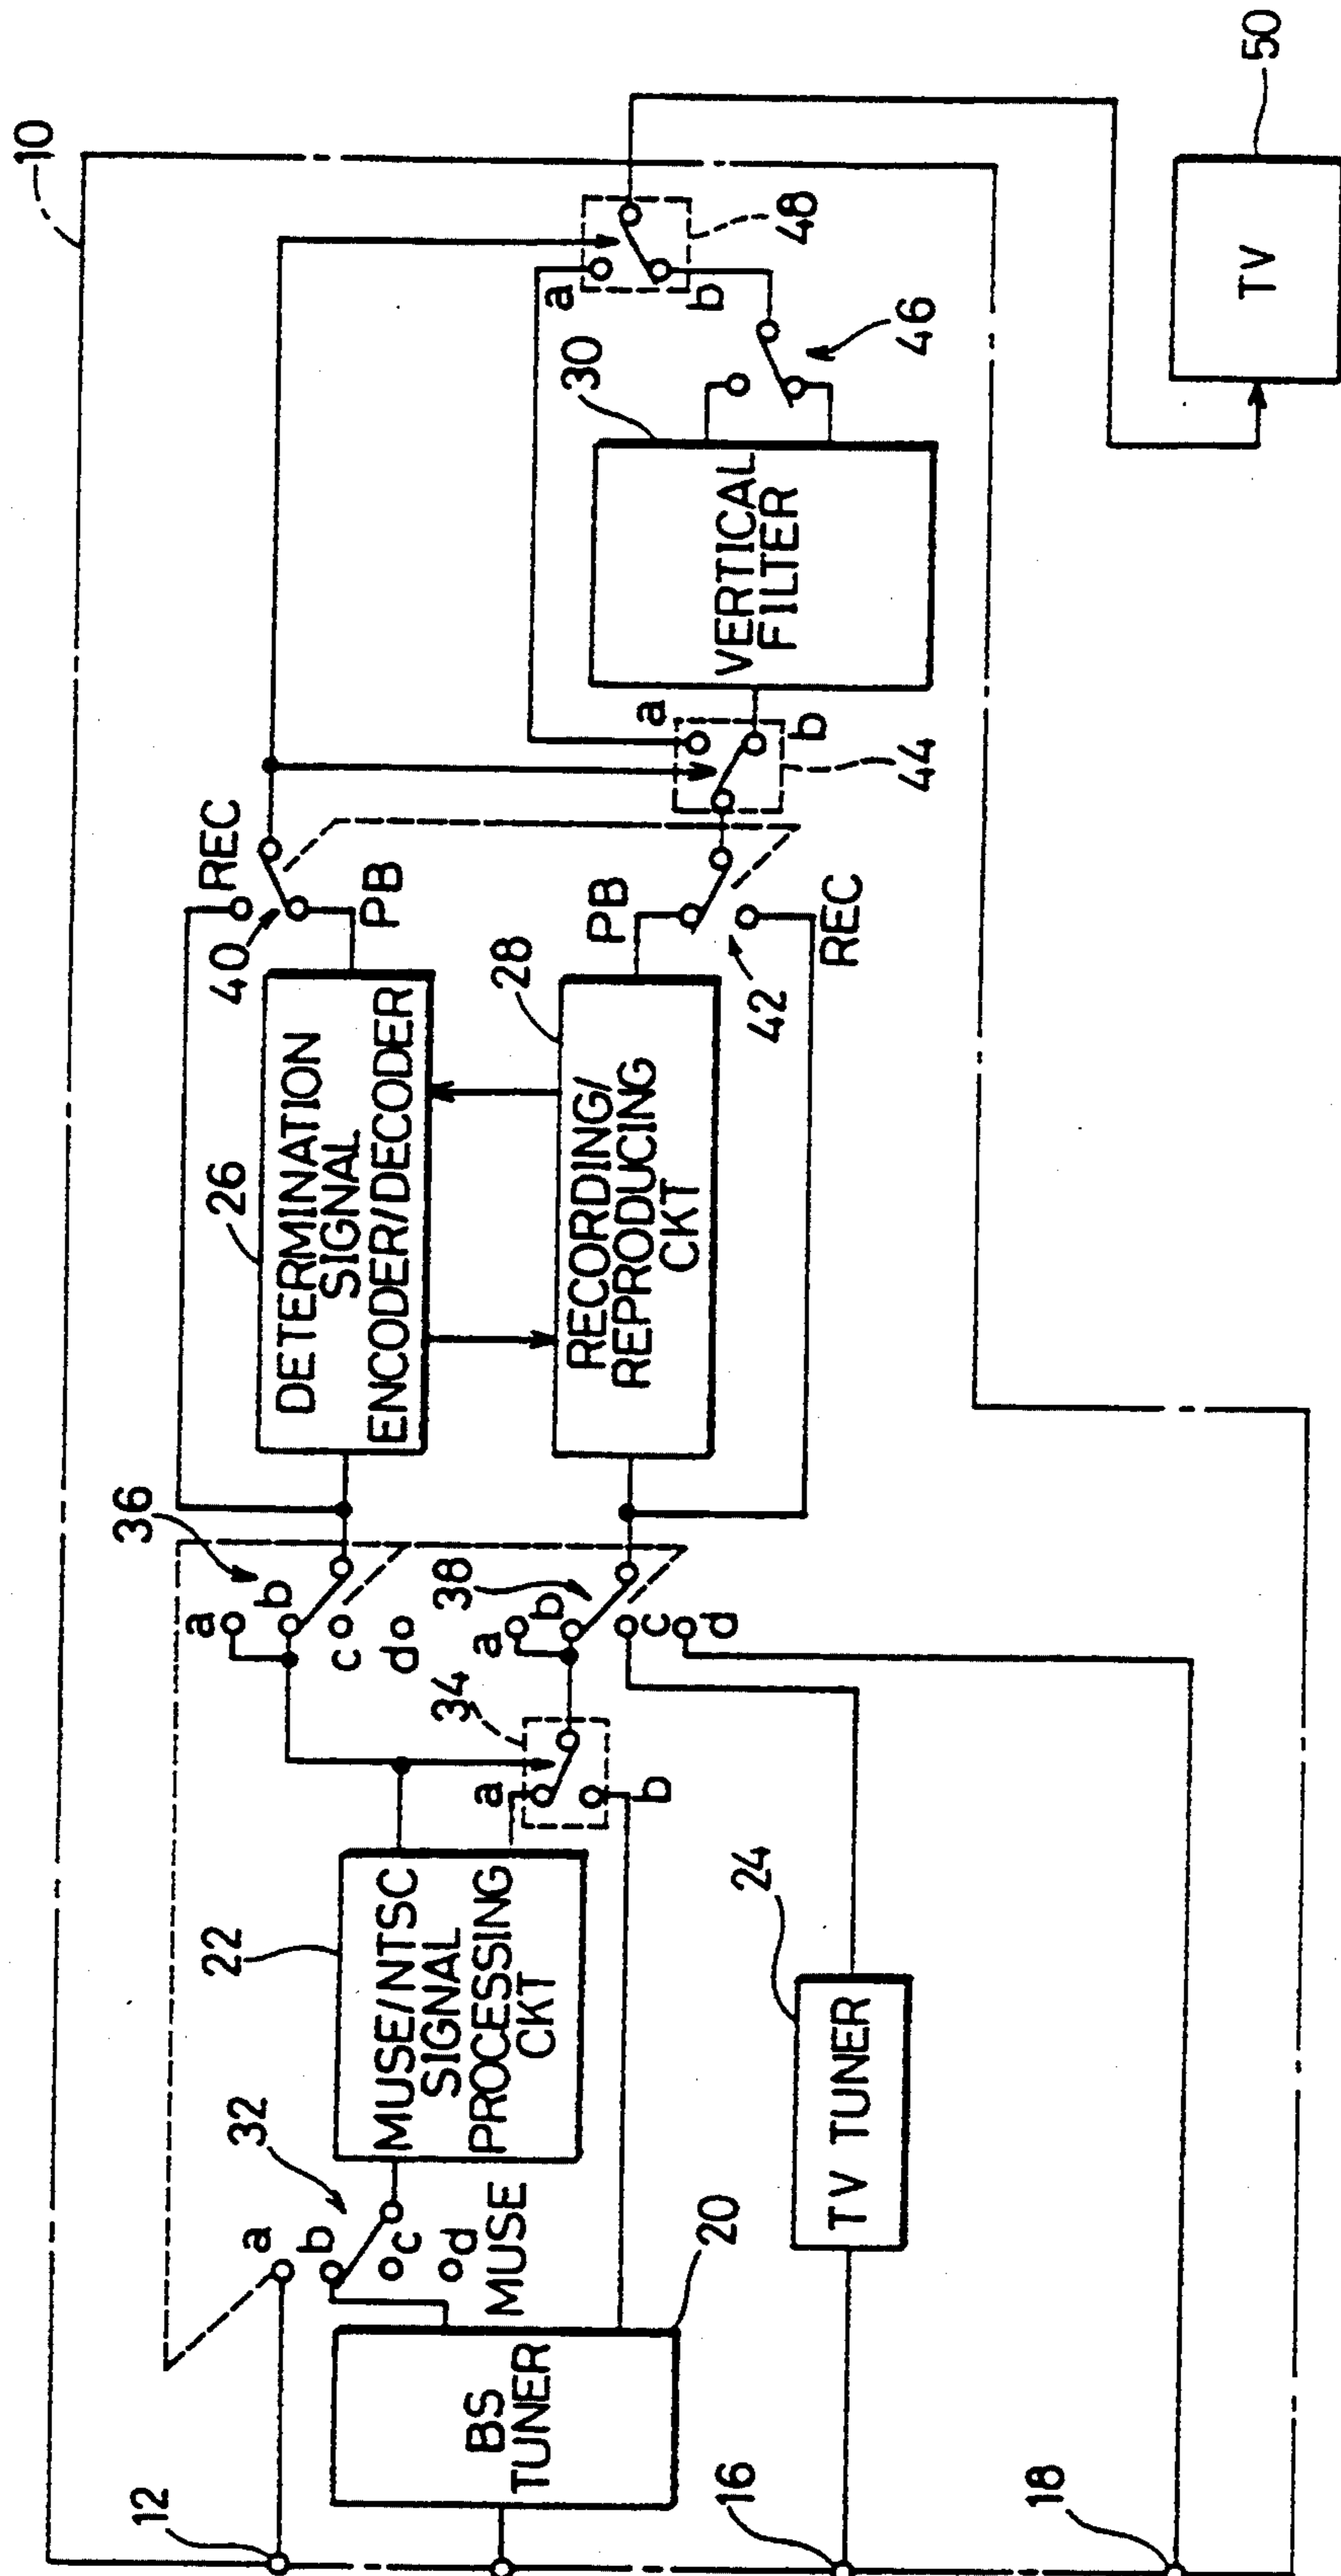 10
12
16
18
BS
TUNER
20
a
b
c
d
32
MUSE
22
MUSE/NTSC
SIGNAL
PROCESSING
CKT
TV TUNER
24
34
a
b
36
a
b
c
d
38
a
b
c
d
26
DETERMINATION
SIGNAL
ENCODER/DECODER
28
RECORDING/
REPRODUCING
CKT
40
REC
PB
42
PB
REC
44
a
b
30
VERTICAL
FILTER
46
48
a
b
TV
50